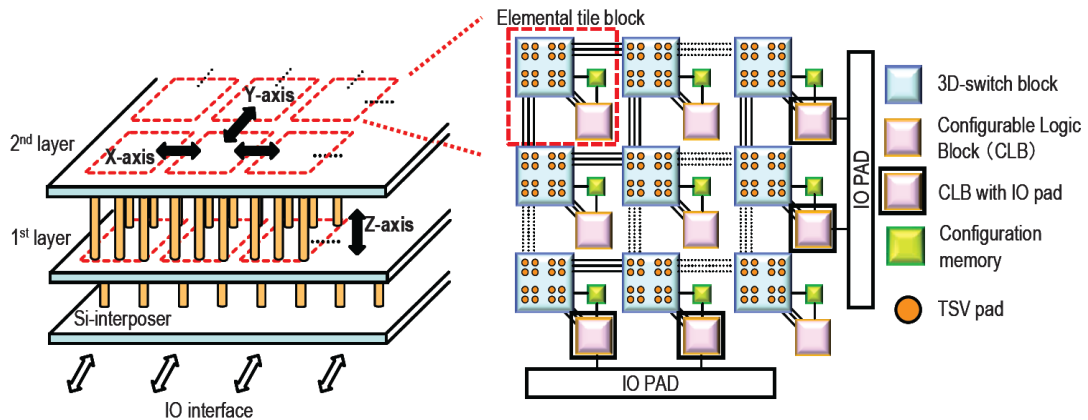 Elemental tile block
Y-axis
2nd layer
X-axis
1st layer
Z-axis
Si-interposer
IO interface
IO PAD
IO PAD
3D-switch block
Configurable Logic
Block (CLB)
CLB with IO pad
Configuration
memory
TSV pad